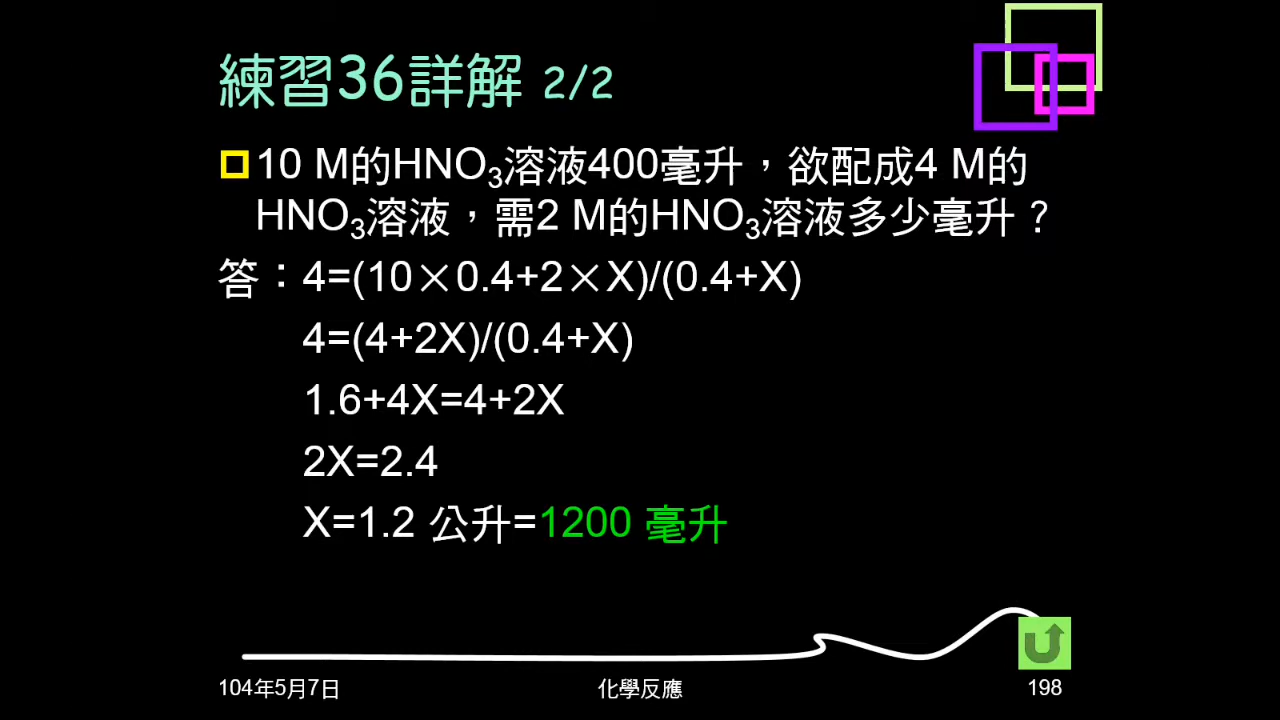 練習36詳解 2/2
10 M的HNO₃溶液400毫升，欲配成4 M的
HNO₃溶液，需2 M的HNO₃溶液多少毫升？
答：4=(10×0.4+2×X)/(0.4+X)
4=(4+2X)/(0.4+X)
1.6+4X=4+2X
2X=2.4
X=1.2 公升=1200 毫升
104年5月7日
化學反應
198